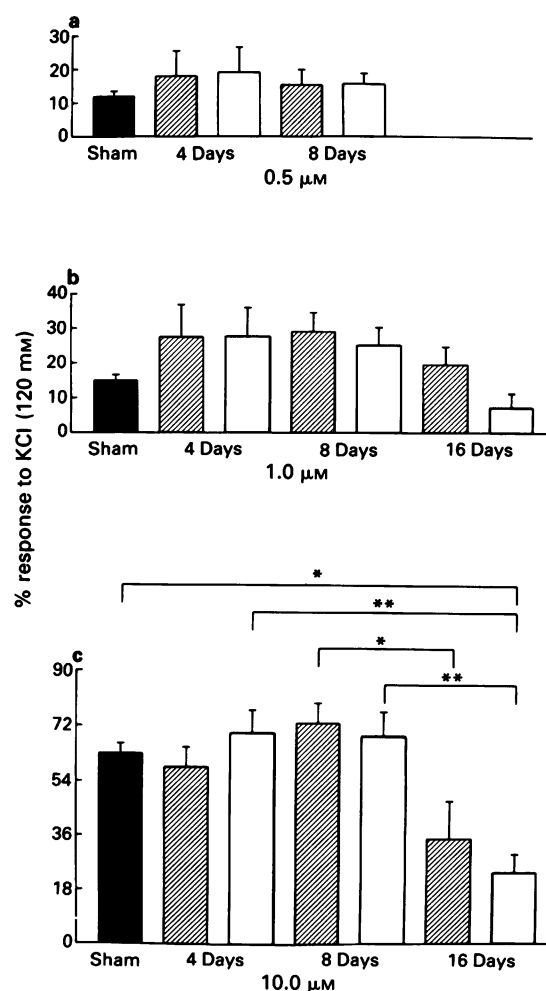 % response to KCl (120 mM)
a
30
20
10
0
Sham 4 Days 8 Days
0.5 μM
b
40
30
20
10
0
Sham 4 Days 8 Days 16 Days
1.0 μM
*
**
*
**
c
90
72
54
36
18
0
Sham 4 Days 8 Days 16 Days
10.0 μM